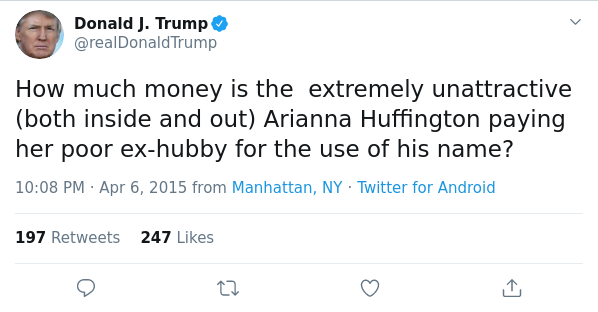 Donald J. Trump
@realDonaldTrump
How much money is the  extremely unattractive
(both inside and out) Arianna Huffington paying
her poor ex-hubby for the use of his name?
10:08 PM · Apr 6, 2015 from Manhattan, NY · Twitter for Android
197 Retweets 247 Likes